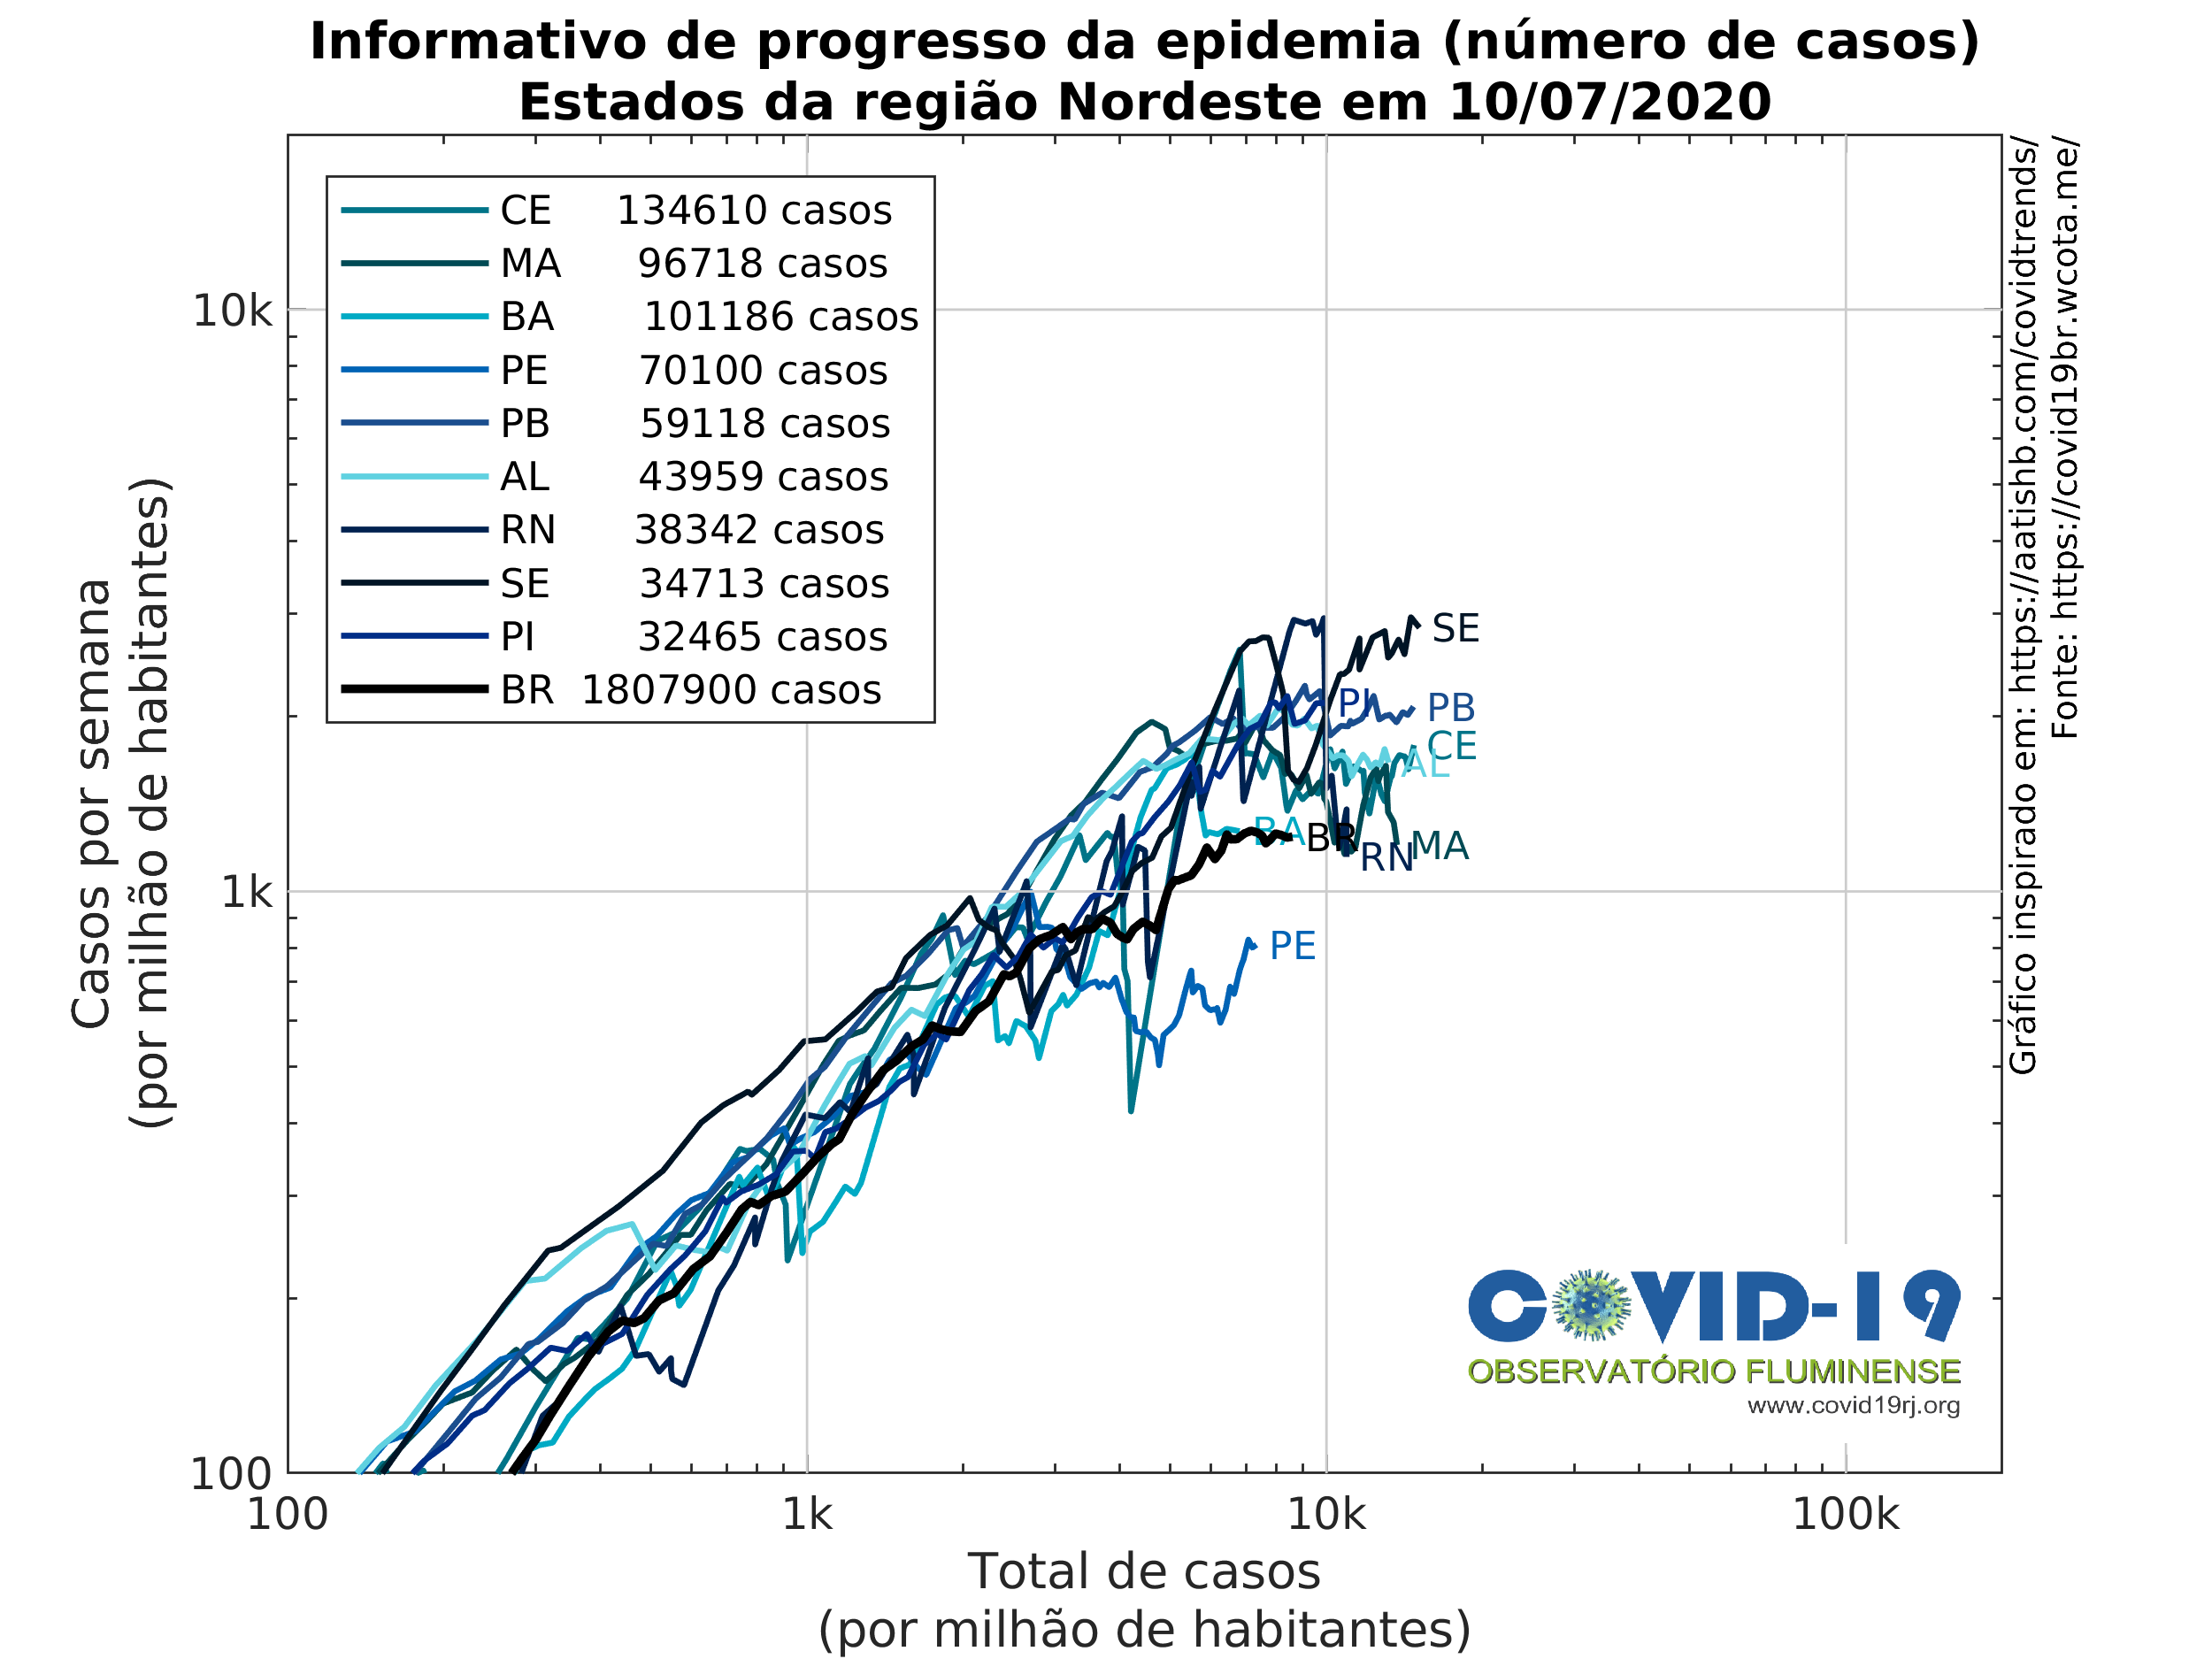 Informativo de progresso da epidemia (número de casos)
Estados da região Nordeste em 10/07/2020
CE 134610 casos
MA 96718 casos
BA 101186 casos
PE 70100 casos
PB 59118 casos
AL 43959 casos
RN 38342 casos
SE 34713 casos
PI 32465 casos
BR 1807900 casos
Casos por semana
(por milhão de habitantes)
10k
1k
100
100
1k
10k
100k
Total de casos
(por milhão de habitantes)
SE
PI
PB
CE
AL
BA
BR
RN
MA
PE
Gráfico inspirado em: https://aatishb.com/covidtrends/
Fonte: https://covid19br.wcota.me/
COVID-19
OBSERVATÓRIO FLUMINENSE
www.covid19rj.org